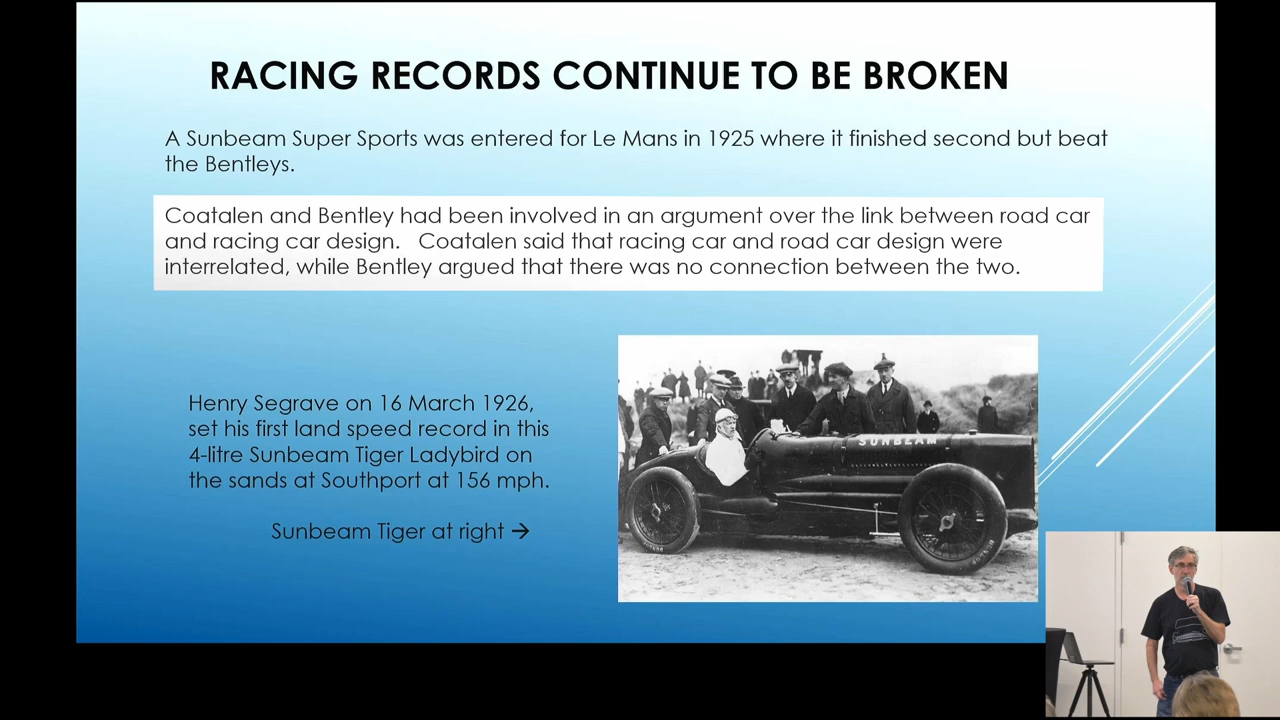 RACING RECORDS CONTINUE TO BE BROKEN
A Sunbeam Super Sports was entered for Le Mans in 1925 where it finished second but beat
the Bentleys.
Coatalen and Bentley had been involved in an argument over the link between road car
and racing car design. Coatalen said that racing car and road car design were
interrelated, while Bentley argued that there was no connection between the two.
Henry Segrave on 16 March 1926,
set his first land speed record in this
4-litre Sunbeam Tiger Ladybird on
the sands at Southport at 156 mph.
Sunbeam Tiger at right →
SUNBEAM